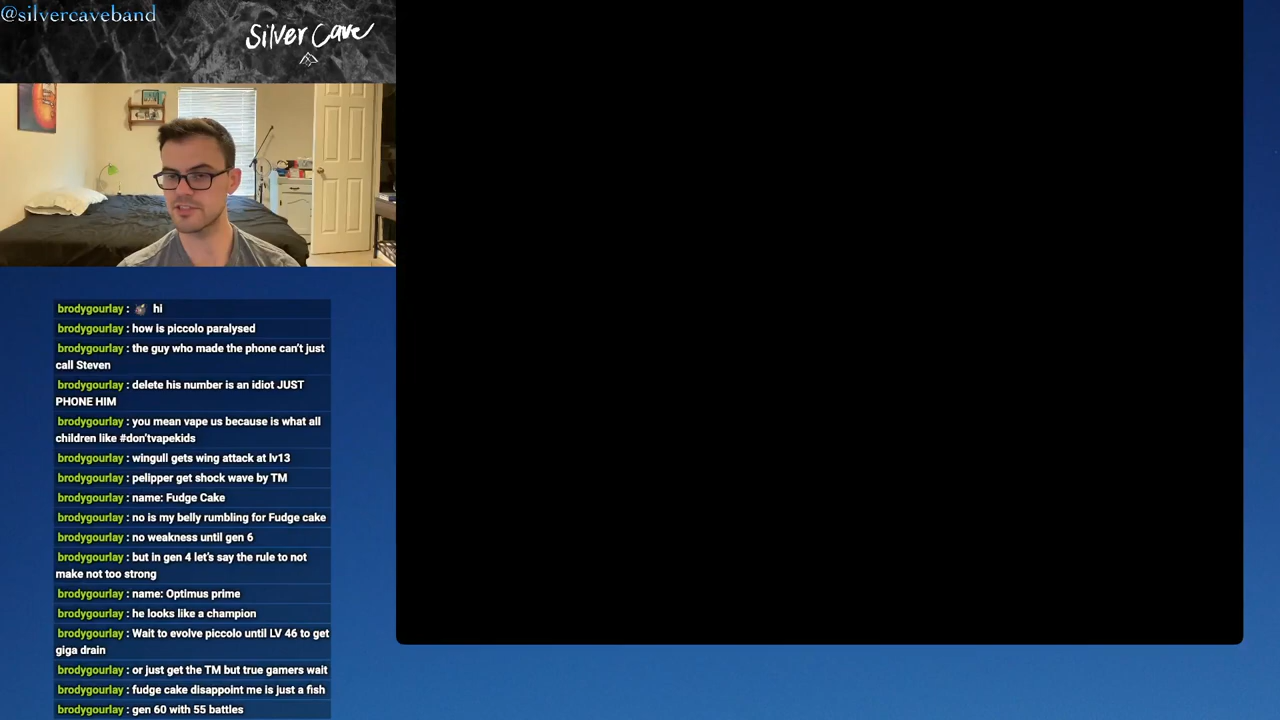 @silvercaveband
Silver Cave
brodygourlay : hi
brodygourlay : how is piccolo paralysed
brodygourlay : the guy who made the phone can't just
call Steven
brodygourlay : delete his number is an idiot JUST
PHONE HIM
brodygourlay : you mean vape us because is what all
children like #don'tvapekids
brodygourlay : wingull gets wing attack at lv13
brodygourlay : pelipper get shock wave by TM
brodygourlay : name: Fudge Cake
brodygourlay : no is my belly rumbling for Fudge cake
brodygourlay : no weakness until gen 6
brodygourlay : but in gen 4 let's say the rule to not
make not too strong
brodygourlay : name: Optimus prime
brodygourlay : he looks like a champion
brodygourlay : Wait to evolve piccolo until LV 46 to get
giga drain
brodygourlay : or just get the TM but true gamers wait
brodygourlay : fudge cake disappoint me is just a fish
brodygourlay : gen 60 with 55 battles